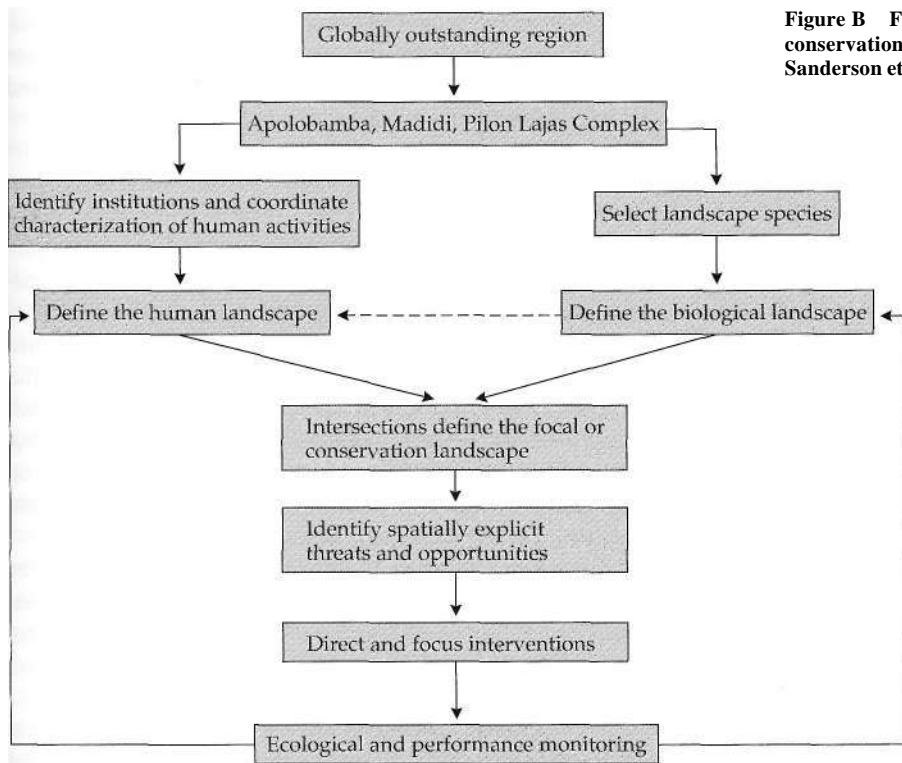 Figure B F
conservation
Sanderson et
Globally outstanding region
Apolobamba, Madidi, Pilon Lajas Complex
Identify institutions and coordinate
characterization of human activities
Select landscape species
Define the human landscape
Define the biological landscape
Intersections define the focal or
conservation landscape
Identify spatially explicit
threats and opportunities
Direct and focus interventions
Ecological and performance monitoring